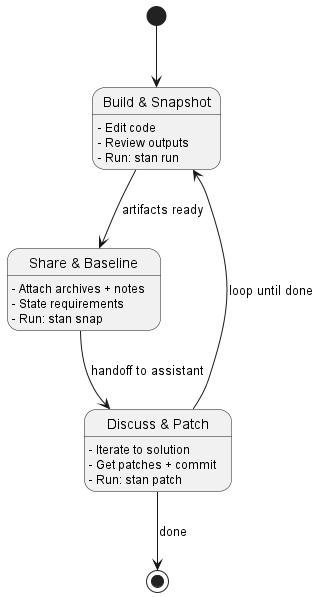 Build & Snapshot
- Edit code
- Review outputs
- Run: stan run
artifacts ready
Share & Baseline
- Attach archives + notes
- State requirements
- Run: stan snap
loop until done
handoff to assistant
Discuss & Patch
- Iterate to solution
- Get patches + commit
- Run: stan patch
done